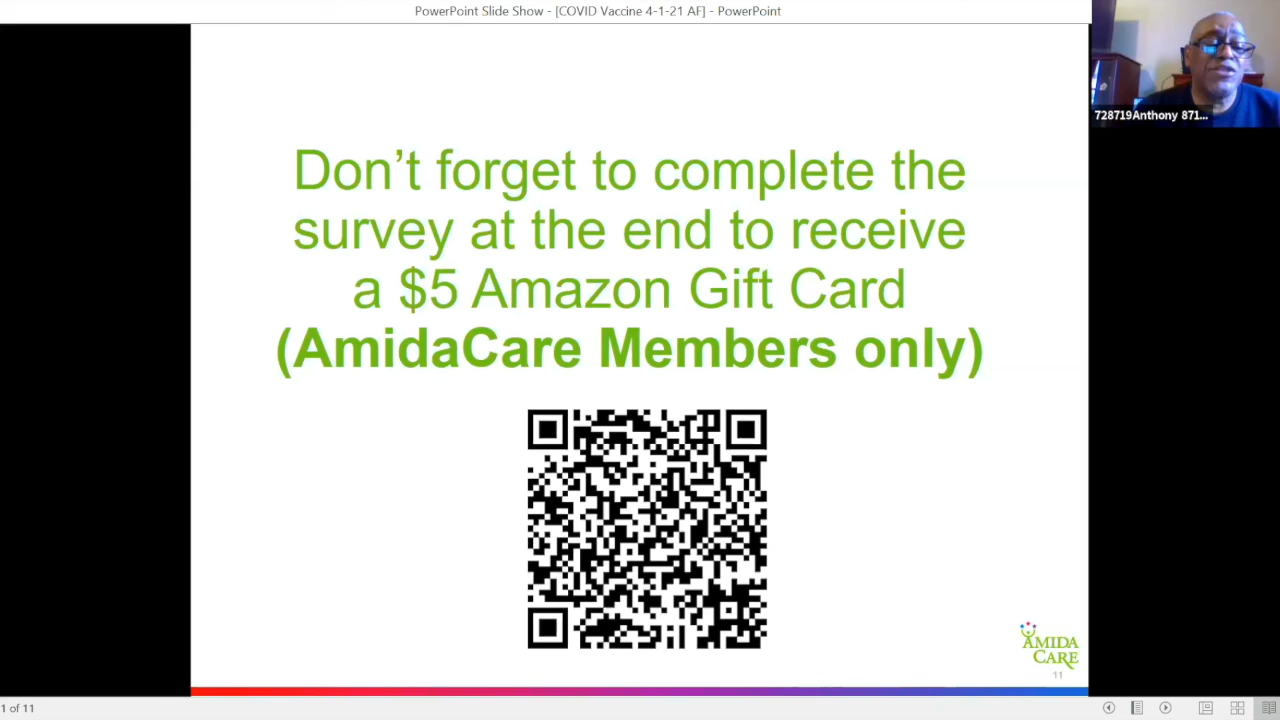 PowerPoint Slide Show - [COVID Vaccine 4-1-21 AF] - PowerPoint
728719Anthony 871...
Don't forget to complete the
survey at the end to receive
a $5 Amazon Gift Card
(AmidaCare Members only)
AMIDA
CARE
11
1 of 11